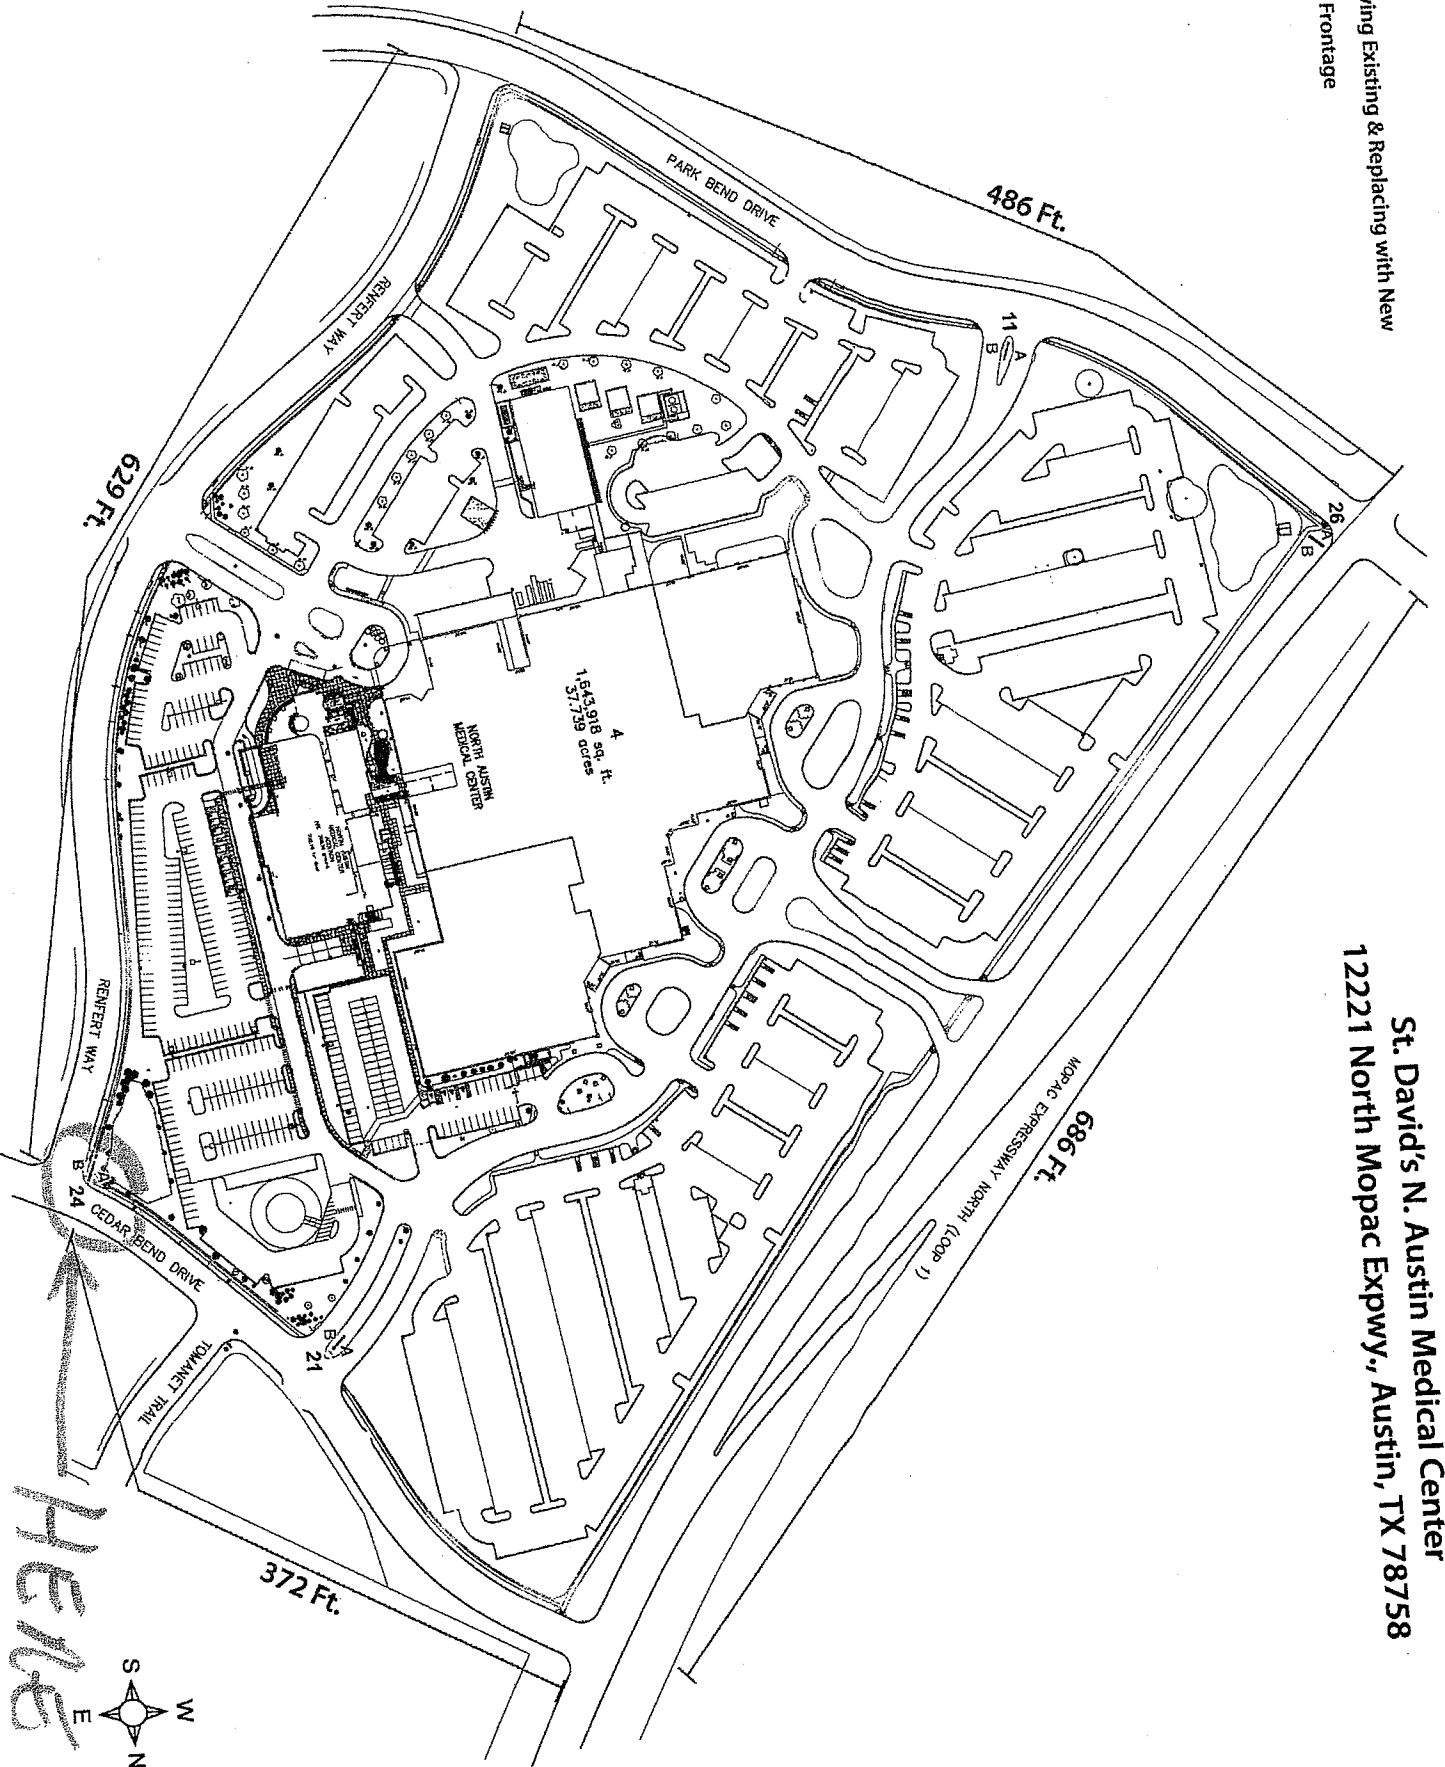 St. David's N. Austin Medical Center
12221 North Mopac Expwy., Austin, TX 78758
ving Existing & Replacing with New
Frontage
486 Ft.
PARK BEND DRIVE
11
A
B
26
A
B
RENFERT WAY
629 Ft.
4
1,643,918 sq. ft.
37.739 acres
NORTH AUSTIN
MEDICAL CENTER
MOPAC EXPRESSWAY NORTH (LOOP 1)
686 Ft.
RENFERT WAY
A
B
24
CEDAR BEND DRIVE
B
A
21
TOMANET TRAIL
372 Ft.
HERE
S
W
E
N